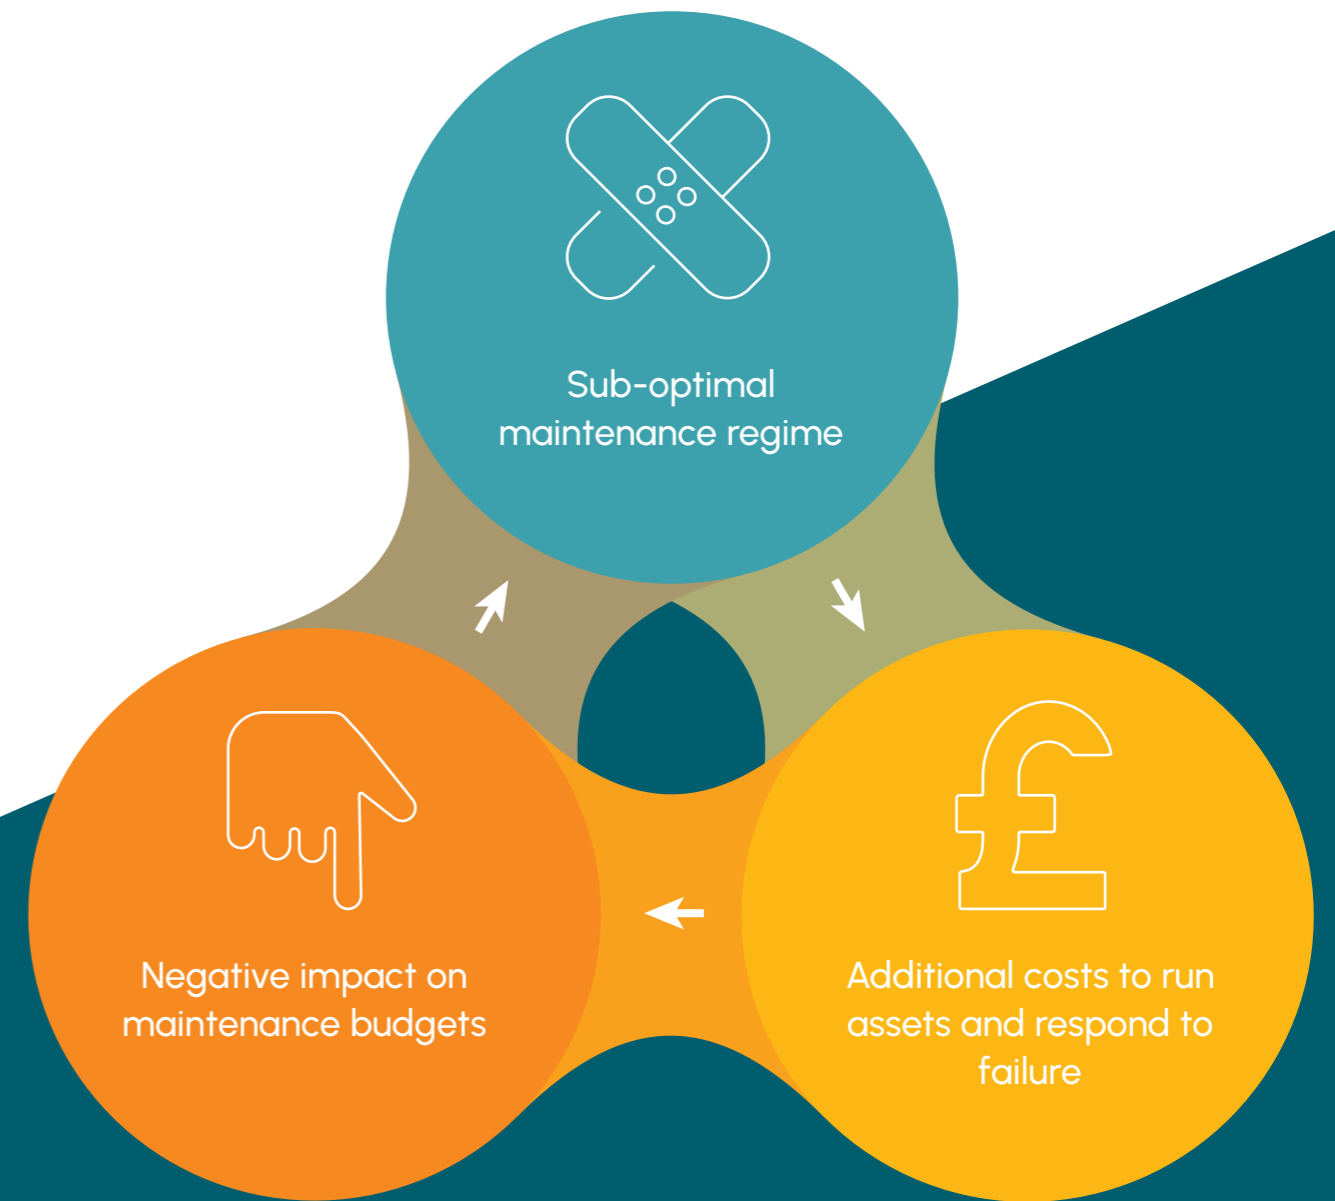 Sub-optimal
maintenance regime
Negative impact on
maintenance budgets
Additional costs to run
assets and respond to
failure